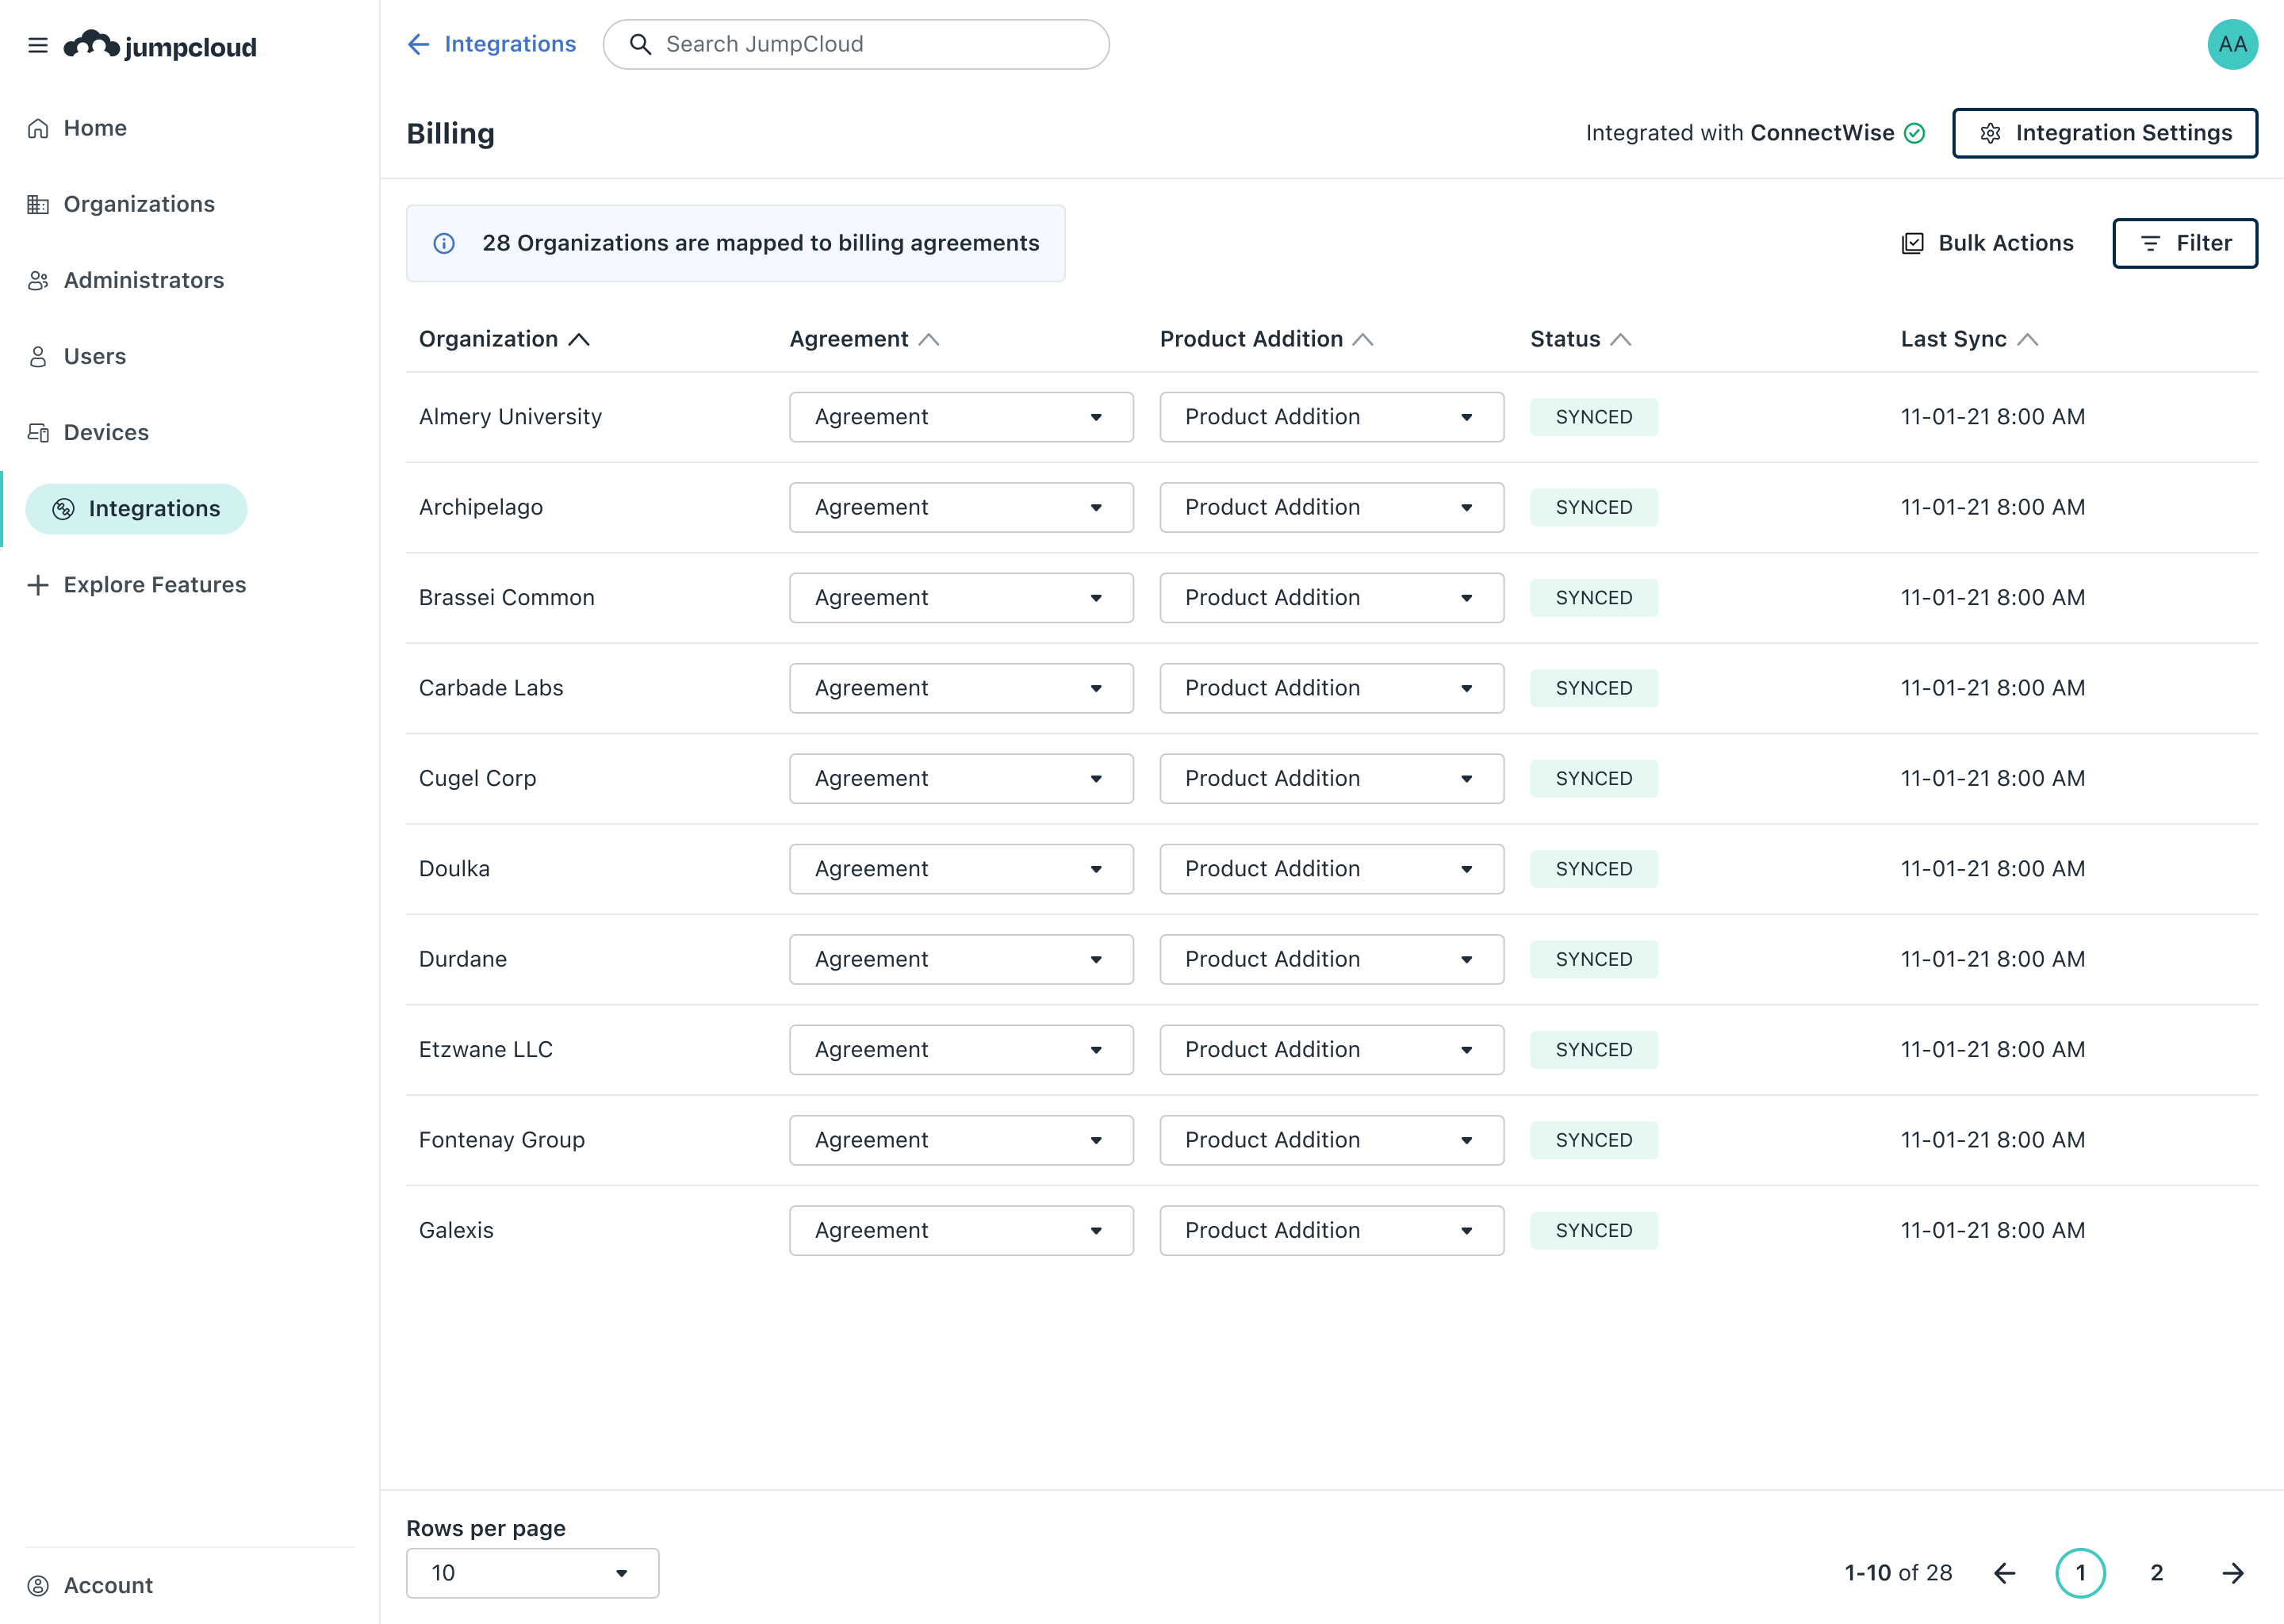 jumpcloud
Integrations
Search JumpCloud
AA
Home
Organizations
Administrators
Users
Devices
Integrations
Explore Features
Account
Billing
Integrated with ConnectWise
Integration Settings
28 Organizations are mapped to billing agreements
Bulk Actions
Filter
Organization Agreement Product Addition Status Last Sync
Almery University Agreement Product Addition SYNCED 11-01-21 8:00 AM
Archipelago Agreement Product Addition SYNCED 11-01-21 8:00 AM
Brassei Common Agreement Product Addition SYNCED 11-01-21 8:00 AM
Carbade Labs Agreement Product Addition SYNCED 11-01-21 8:00 AM
Cugel Corp Agreement Product Addition SYNCED 11-01-21 8:00 AM
Doulka Agreement Product Addition SYNCED 11-01-21 8:00 AM
Durdane Agreement Product Addition SYNCED 11-01-21 8:00 AM
Etzwane LLC Agreement Product Addition SYNCED 11-01-21 8:00 AM
Fontenay Group Agreement Product Addition SYNCED 11-01-21 8:00 AM
Galexis Agreement Product Addition SYNCED 11-01-21 8:00 AM
Rows per page
10
1-10 of 28 1 2